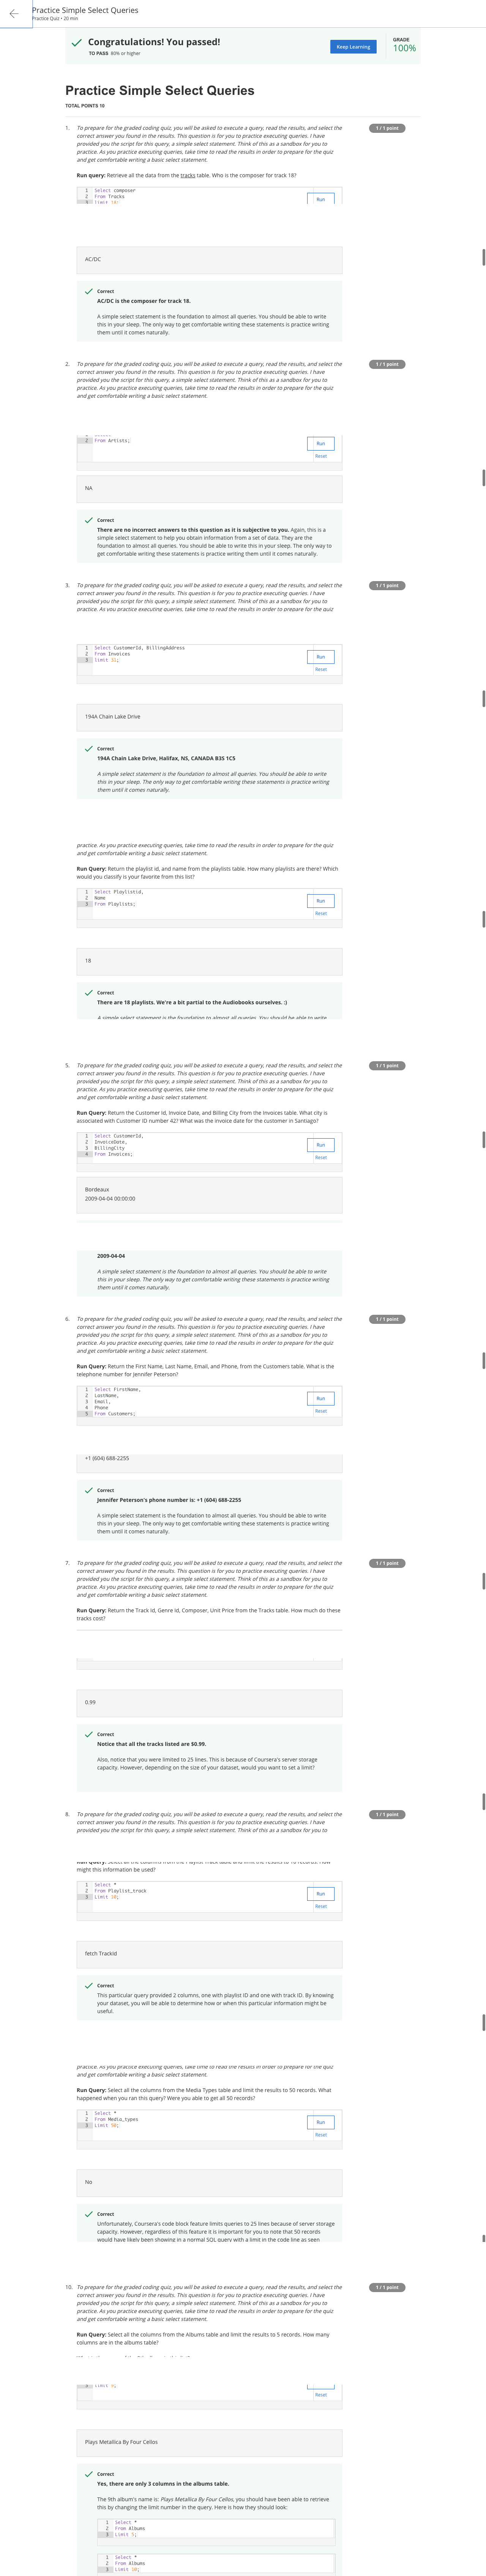 Practice Simple Select Queries
Practice Quiz • 20 min
Congratulations! You passed!
TO PASS 80% or higher
Keep Learning
GRADE
100%
Practice Simple Select Queries
TOTAL POINTS 10
1. To prepare for the graded coding quiz, you will be asked to execute a query, read the results, and select the
correct answer you found in the results. This question is for you to practice executing queries. I have
provided you the script for this query, a simple select statement. Think of this as a sandbox for you to
practice. As you practice executing queries, take time to read the results in order to prepare for the quiz
and get comfortable writing a basic select statement.
1 / 1 point
Run query: Retrieve all the data from the tracks table. Who is the composer for track 18?
1 Select composer
2 From Tracks
3 limit 18;
Run
AC/DC
Correct
AC/DC is the composer for track 18.
A simple select statement is the foundation to almost all queries. You should be able to write
this in your sleep. The only way to get comfortable writing these statements is practice writing
them until it comes naturally.
2. To prepare for the graded coding quiz, you will be asked to execute a query, read the results, and select the
correct answer you found in the results. This question is for you to practice executing queries. I have
provided you the script for this query, a simple select statement. Think of this as a sandbox for you to
practice. As you practice executing queries, take time to read the results in order to prepare for the quiz
and get comfortable writing a basic select statement.
1 / 1 point
2 From Artists;
Run
Reset
NA
Correct
There are no incorrect answers to this question as it is subjective to you. Again, this is a
simple select statement to help you obtain information from a set of data. They are the
foundation to almost all queries. You should be able to write this in your sleep. The only way to
get comfortable writing these statements is practice writing them until it comes naturally.
3. To prepare for the graded coding quiz, you will be asked to execute a query, read the results, and select the
correct answer you found in the results. This question is for you to practice executing queries. I have
provided you the script for this query, a simple select statement. Think of this as a sandbox for you to
practice. As you practice executing queries, take time to read the results in order to prepare for the quiz
1 / 1 point
1 Select CustomerId, BillingAddress
2 From Invoices
3 limit 31;
Run
Reset
194A Chain Lake Drive
Correct
194A Chain Lake Drive, Halifax, NS, CANADA B3S 1C5
A simple select statement is the foundation to almost all queries. You should be able to write
this in your sleep. The only way to get comfortable writing these statements is practice writing
them until it comes naturally.
practice. As you practice executing queries, take time to read the results in order to prepare for the quiz
and get comfortable writing a basic select statement.
Run Query: Return the playlist id, and name from the playlists table. How many playlists are there? Which
would you classify is your favorite from this list?
1 Select PlaylistId,
2 Name
3 From Playlists;
Run
Reset
18
Correct
There are 18 playlists. We're a bit partial to the Audiobooks ourselves. :)
A simple select statement is the foundation to almost all queries. You should be able to write
5. To prepare for the graded coding quiz, you will be asked to execute a query, read the results, and select the
correct answer you found in the results. This question is for you to practice executing queries. I have
provided you the script for this query, a simple select statement. Think of this as a sandbox for you to
practice. As you practice executing queries, take time to read the results in order to prepare for the quiz
and get comfortable writing a basic select statement.
1 / 1 point
Run Query: Return the Customer Id, Invoice Date, and Billing City from the Invoices table. What city is
associated with Customer ID number 42? What was the invoice date for the customer in Santiago?
1 Select CustomerId,
2 InvoiceDate,
3 BillingCity
4 From Invoices;
Run
Reset
Bordeaux
2009-04-04 00:00:00
2009-04-04
A simple select statement is the foundation to almost all queries. You should be able to write
this in your sleep. The only way to get comfortable writing these statements is practice writing
them until it comes naturally.
6. To prepare for the graded coding quiz, you will be asked to execute a query, read the results, and select the
correct answer you found in the results. This question is for you to practice executing queries. I have
provided you the script for this query, a simple select statement. Think of this as a sandbox for you to
practice. As you practice executing queries, take time to read the results in order to prepare for the quiz
and get comfortable writing a basic select statement.
1 / 1 point
Run Query: Return the First Name, Last Name, Email, and Phone, from the Customers table. What is the
telephone number for Jennifer Peterson?
1 Select FirstName,
2 LastName,
3 Email,
4 Phone
5 From Customers;
Run
Reset
+1 (604) 688-2255
Correct
Jennifer Peterson's phone number is: +1 (604) 688-2255
A simple select statement is the foundation to almost all queries. You should be able to write
this in your sleep. The only way to get comfortable writing these statements is practice writing
them until it comes naturally.
7. To prepare for the graded coding quiz, you will be asked to execute a query, read the results, and select the
correct answer you found in the results. This question is for you to practice executing queries. I have
provided you the script for this query, a simple select statement. Think of this as a sandbox for you to
practice. As you practice executing queries, take time to read the results in order to prepare for the quiz
and get comfortable writing a basic select statement.
1 / 1 point
Run Query: Return the Track Id, Genre Id, Composer, Unit Price from the Tracks table. How much do these
tracks cost?
0.99
Correct
Notice that all the tracks listed are $0.99.
Also, notice that you were limited to 25 lines. This is because of Coursera's server storage
capacity. However, depending on the size of your dataset, would you want to set a limit?
8. To prepare for the graded coding quiz, you will be asked to execute a query, read the results, and select the
correct answer you found in the results. This question is for you to practice executing queries. I have
provided you the script for this query, a simple select statement. Think of this as a sandbox for you to
1 / 1 point
might this information be used?
1 Select *
2 From Playlist_track
3 Limit 10;
Run
Reset
fetch TrackId
Correct
This particular query provided 2 columns, one with playlist ID and one with track ID. By knowing
your dataset, you will be able to determine how or when this particular information might be
useful.
practice. As you practice executing queries, take time to read the results in order to prepare for the quiz
and get comfortable writing a basic select statement.
Run Query: Select all the columns from the Media Types table and limit the results to 50 records. What
happened when you ran this query? Were you able to get all 50 records?
1 Select *
2 From Media_types
3 Limit 50;
Run
Reset
No
Correct
Unfortunately, Coursera's code block feature limits queries to 25 lines because of server storage
capacity. However, regardless of this feature it is important for you to note that 50 records
would have likely been showing in a normal SQL query with a limit in the code line as seen
10. To prepare for the graded coding quiz, you will be asked to execute a query, read the results, and select the
correct answer you found in the results. This question is for you to practice executing queries. I have
provided you the script for this query, a simple select statement. Think of this as a sandbox for you to
practice. As you practice executing queries, take time to read the results in order to prepare for the quiz
and get comfortable writing a basic select statement.
1 / 1 point
Run Query: Select all the columns from the Albums table and limit the results to 5 records. How many
columns are in the albums table?
3 Limit 5;
Reset
Plays Metallica By Four Cellos
Correct
Yes, there are only 3 columns in the albums table.
The 9th album's name is: Plays Metallica By Four Cellos, you should have been able to retrieve
this by changing the limit number in the query. Here is how they should look:
1 Select *
2 From Albums
3 Limit 5;
1 Select *
2 From Albums
3 Limit 10;